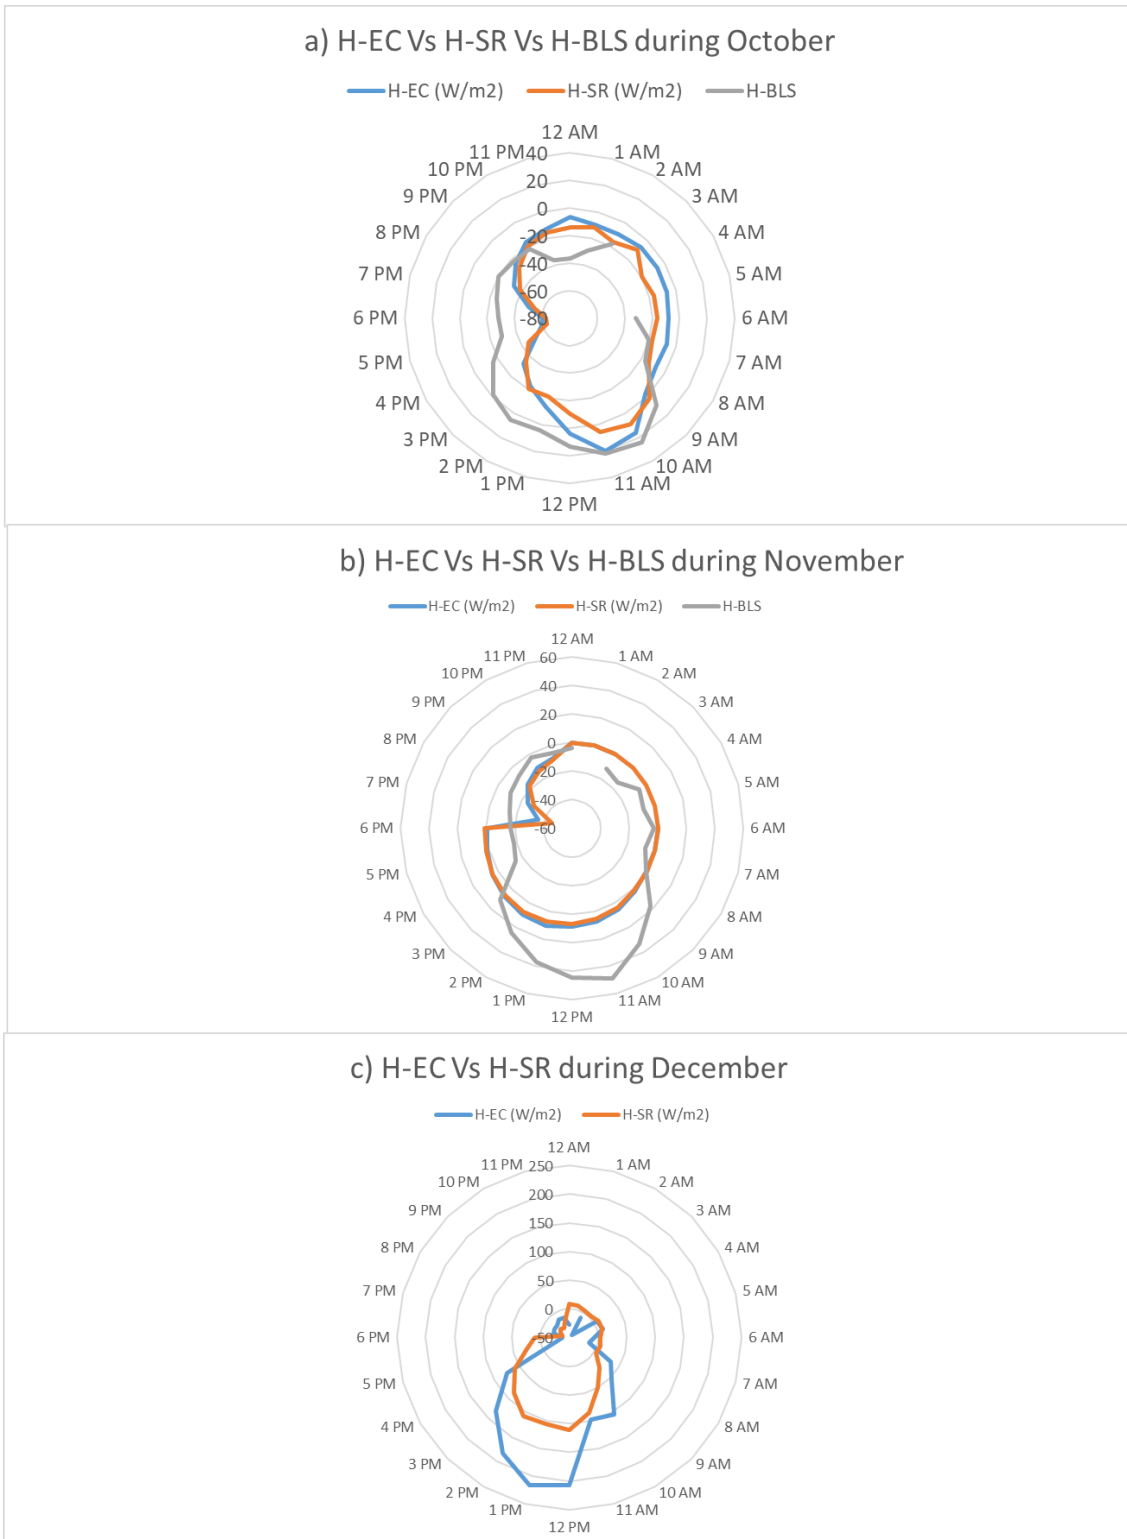 a) H-EC Vs H-SR Vs H-BLS during October
H-EC (W/m2) H-SR (W/m2) H-BLS
12 AM
1 AM
2 AM
3 AM
4 AM
5 AM
6 AM
7 AM
8 AM
9 AM
10 AM
11 AM
12 PM
1 PM
2 PM
3 PM
4 PM
5 PM
6 PM
7 PM
8 PM
9 PM
10 PM
11 PM
40
20
0
-20
-40
-60
-80
b) H-EC Vs H-SR Vs H-BLS during November
H-EC (W/m2) H-SR (W/m2) H-BLS
12 AM
1 AM
2 AM
3 AM
4 AM
5 AM
6 AM
7 AM
8 AM
9 AM
10 AM
11 AM
12 PM
1 PM
2 PM
3 PM
4 PM
5 PM
6 PM
7 PM
8 PM
9 PM
10 PM
11 PM
60
40
20
0
-20
-40
-60
c) H-EC Vs H-SR during December
H-EC (W/m2) H-SR (W/m2)
12 AM
1 AM
2 AM
3 AM
4 AM
5 AM
6 AM
7 AM
8 AM
9 AM
10 AM
11 AM
12 PM
1 PM
2 PM
3 PM
4 PM
5 PM
6 PM
7 PM
8 PM
9 PM
10 PM
11 PM
250
200
150
100
50
0
-50